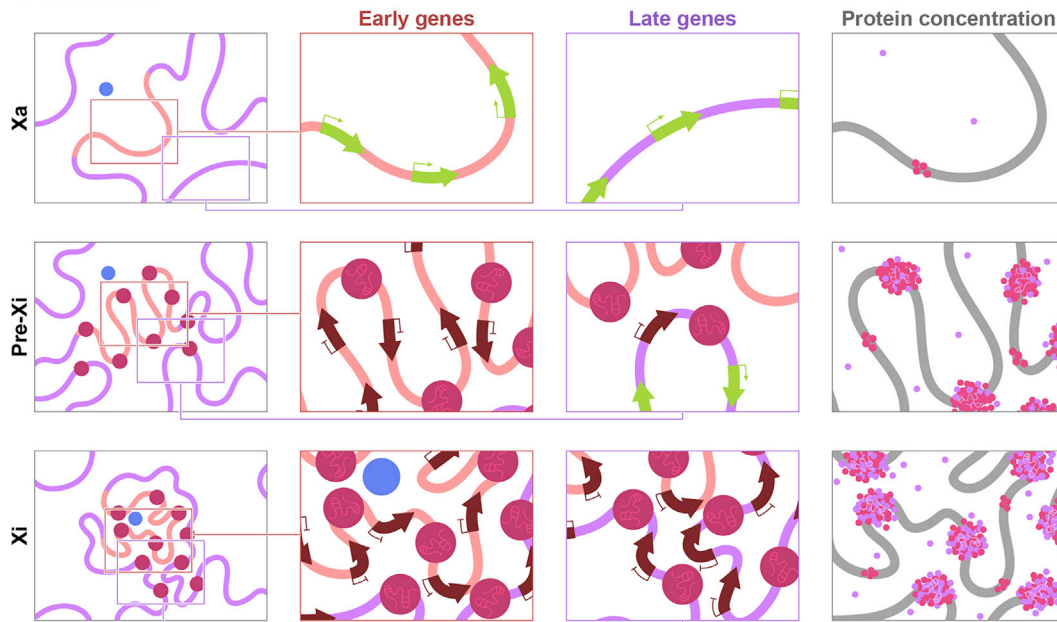 Early genes
Late genes
Protein concentration
Xa
Pre-Xi
Xi